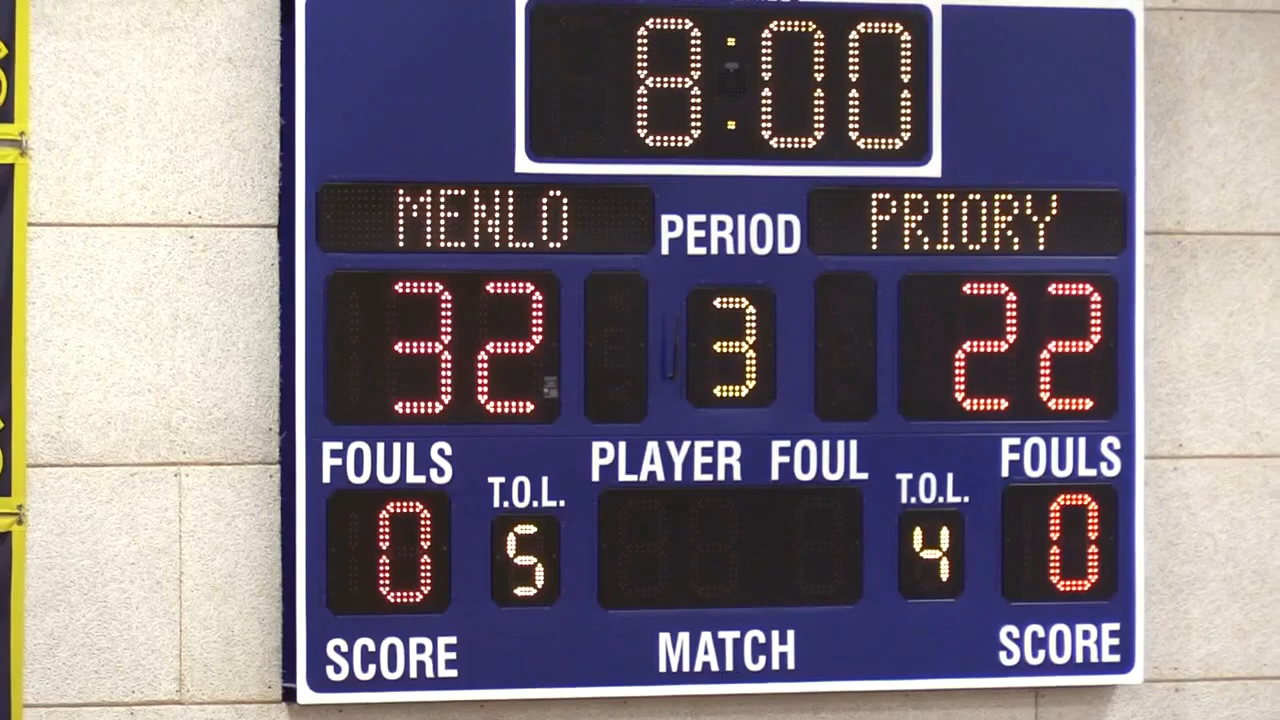 8:00
MENLO PERIOD PRIORY
32 3 22
FOULS PLAYER FOUL FOULS
T.O.L. T.O.L.
0 5 4 0
SCORE MATCH SCORE